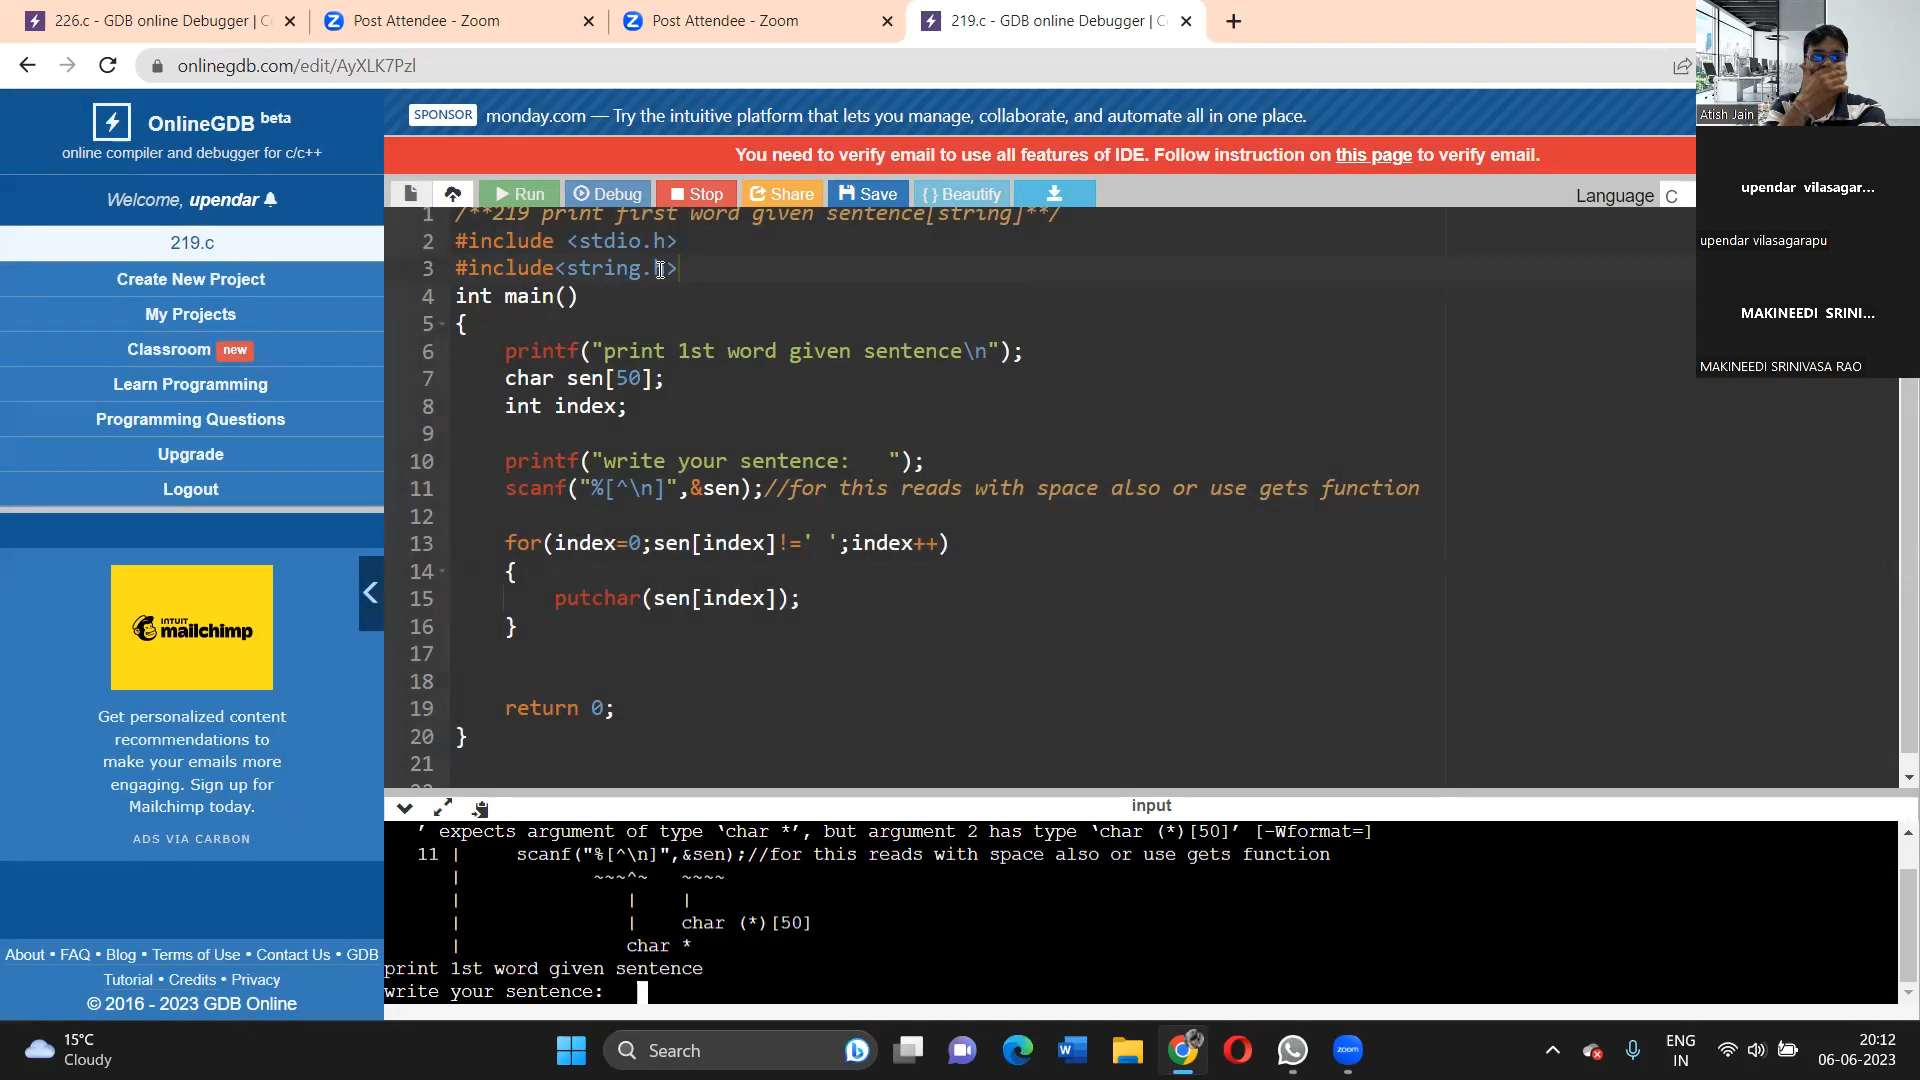 226.c - GDB online Debugger | C
Post Attendee - Zoom
Post Attendee - Zoom
219.c - GDB online Debugger | C
onlinegdb.com/edit/AyXLK7Pzl
OnlineGDB beta
online compiler and debugger for c/c++
Welcome, upendar
219.c
Create New Project
My Projects
Classroom new
Learn Programming
Programming Questions
Upgrade
Logout
INTUIT
mailchimp
Get personalized content
recommendations to
make your emails more
engaging. Sign up for
Mailchimp today.
ADS VIA CARBON
About • FAQ • Blog • Terms of Use • Contact Us • GDB
Tutorial • Credits • Privacy
© 2016 - 2023 GDB Online
SPONSOR monday.com — Try the intuitive platform that lets you manage, collaborate, and automate all in one place.
You need to verify email to use all features of IDE. Follow instruction on this page to verify email.
Run Debug Stop Share Save { } Beautify
Language C
1 /**219 print first word given sentence[string]**/
2 #include <stdio.h>
3 #include<string.h>
4 int main()
5 {
6 printf("print 1st word given sentence\n");
7 char sen[50];
8 int index;
9
10 printf("write your sentence:   ");
11 scanf("%[^\n]",&sen);//for this reads with space also or use gets function
12
13 for(index=0;sen[index]!=' ';index++)
14 {
15 putchar(sen[index]);
16 }
17
18
19 return 0;
20 }
21
input
’ expects argument of type ‘char *’, but argument 2 has type ‘char (*)[50]’ [-Wformat=]
11 | scanf("%[^\n]",&sen);//for this reads with space also or use gets function
| ~~~^~ ~~~~
| | |
| | char (*)[50]
| char *
print 1st word given sentence
write your sentence:
Atish Jain
upendar vilasagar...
upendar vilasagarapu
MAKINEEDI SRINI...
MAKINEEDI SRINIVASA RAO
15°C
Cloudy
Search
zoom
ENG
IN
20:12
06-06-2023